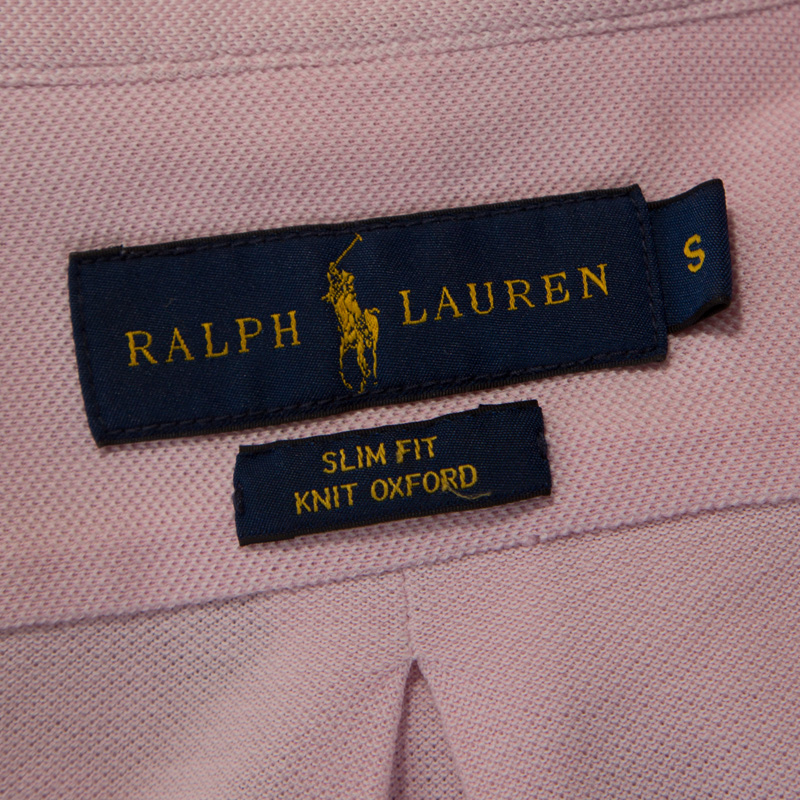 RALPH LAUREN
S
SLIM FIT
KNIT OXFORD